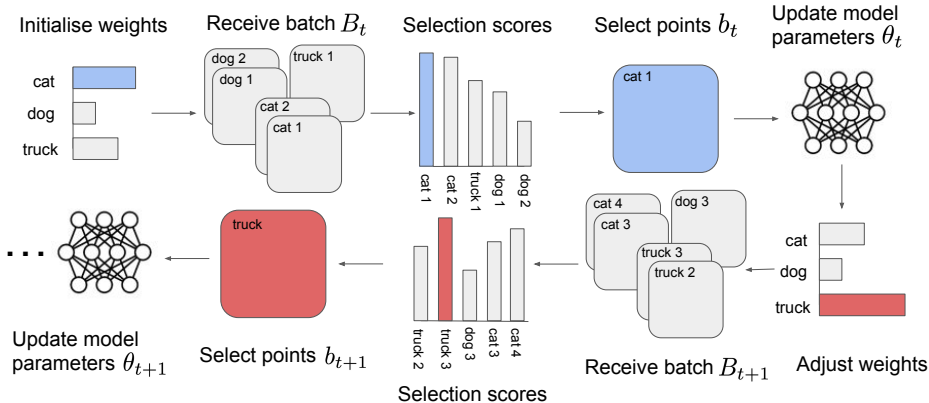 Initialise weights
cat
dog
truck
Receive batch $B_t$
dog 2
dog 1
truck 1
cat 2
cat 1
Selection scores
cat 1
cat 2
truck 1
dog 1
dog 2
Select points $b_t$
cat 1
Update model
parameters $\theta_t$
cat
dog
truck
Adjust weights
cat 4
cat 3
dog 3
truck 3
truck 2
Receive batch $B_{t+1}$
truck 2
truck 3
dog 3
cat 3
cat 4
Selection scores
truck
Select points $b_{t+1}$
...
Update model
parameters $\theta_{t+1}$